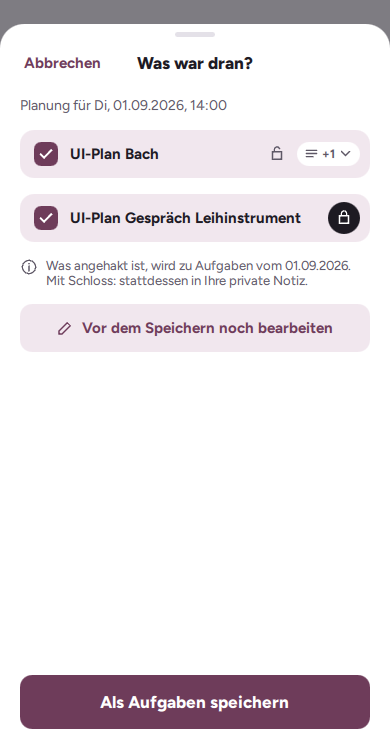 Abbrechen
Was war dran?
Planung für Di, 01.09.2026, 14:00
UI-Plan Bach
+1
UI-Plan Gespräch Leihinstrument
Was angehakt ist, wird zu Aufgaben vom 01.09.2026.
Mit Schloss: stattdessen in Ihre private Notiz.
Vor dem Speichern noch bearbeiten
Als Aufgaben speichern